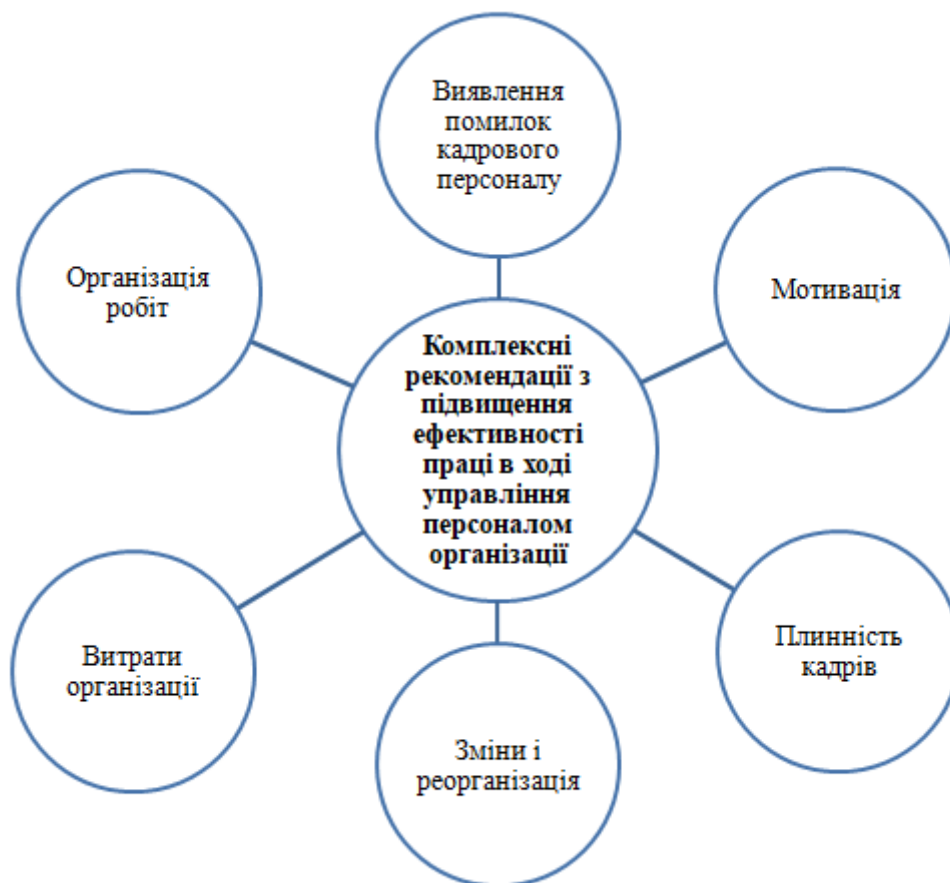 Виявлення
помилок
кадрового
персоналу
Організація
робіт
Мотивація
Комплексні
рекомендації з
підвищення
ефективності
праці в ході
управління
персоналом
організації
Витрати
організації
Плинність
кадрів
Зміни і
реорганізація